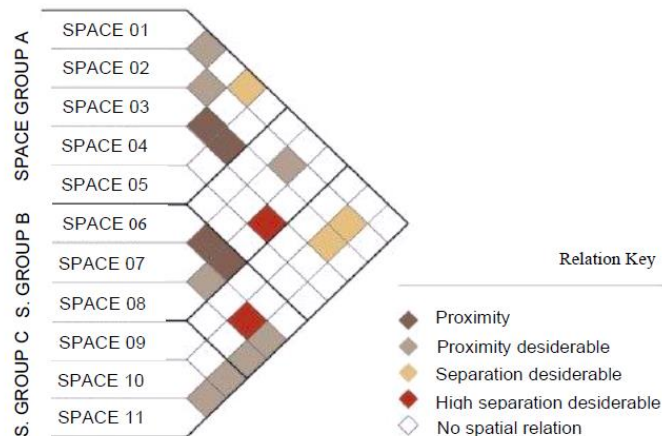 SPACE GROUP A
SPACE 01
SPACE 02
SPACE 03
SPACE 04
SPACE 05
S. GROUP B
SPACE 06
SPACE 07
SPACE 08
S. GROUP C
SPACE 09
SPACE 10
SPACE 11
Relation Key
Proximity
Proximity desiderable
Separation desiderable
High separation desiderable
No spatial relation